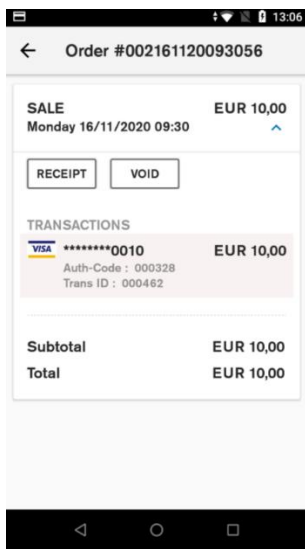 13:06
Order #002161120093056
SALE EUR 10,00
Monday 16/11/2020 09:30
RECEIPT VOID
TRANSACTIONS
VISA ********0010 EUR 10,00
Auth-Code : 000328
Trans ID : 000462
Subtotal EUR 10,00
Total EUR 10,00